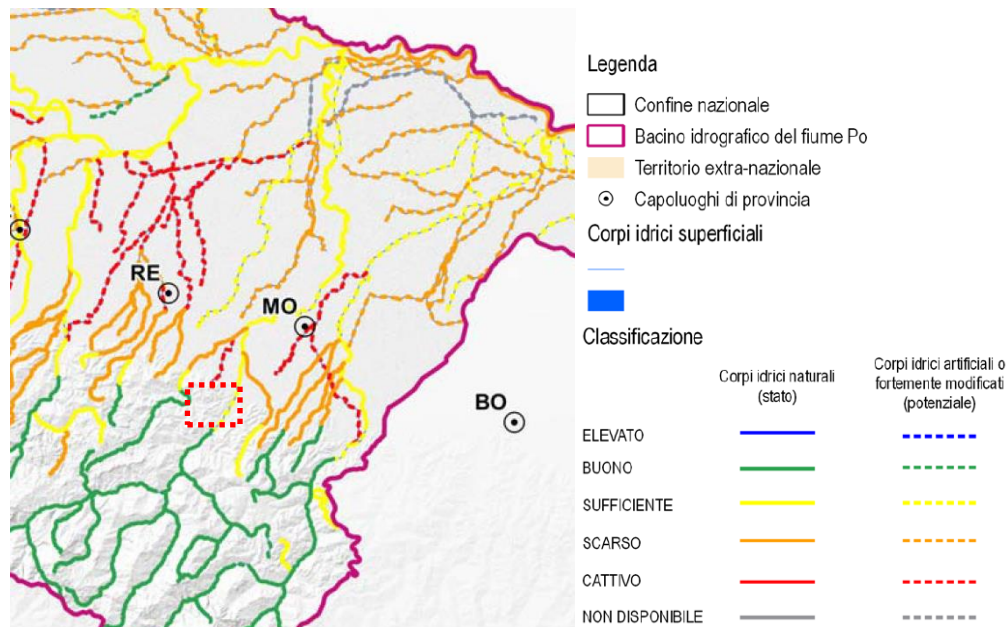 RE
MO
BO
Legenda
Confine nazionale
Bacino idrografico del fiume Po
Territorio extra-nazionale
Capoluoghi di provincia
Corpi idrici superficiali
Classificazione
Corpi idrici naturali
(stato)
Corpi idrici artificiali o
fortemente modificati
(potenziale)
ELEVATO
BUONO
SUFFICIENTE
SCARSO
CATTIVO
NON DISPONIBILE